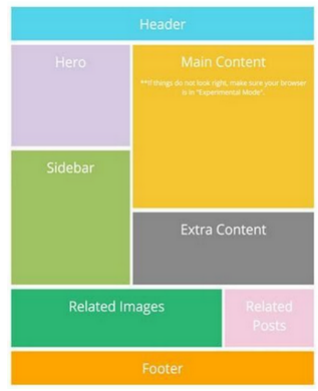 Header
Hero
Main Content
**If things do not look right, make sure your browser
is in "Experimental Mode".
Sidebar
Extra Content
Related Images
Related
Posts
Footer